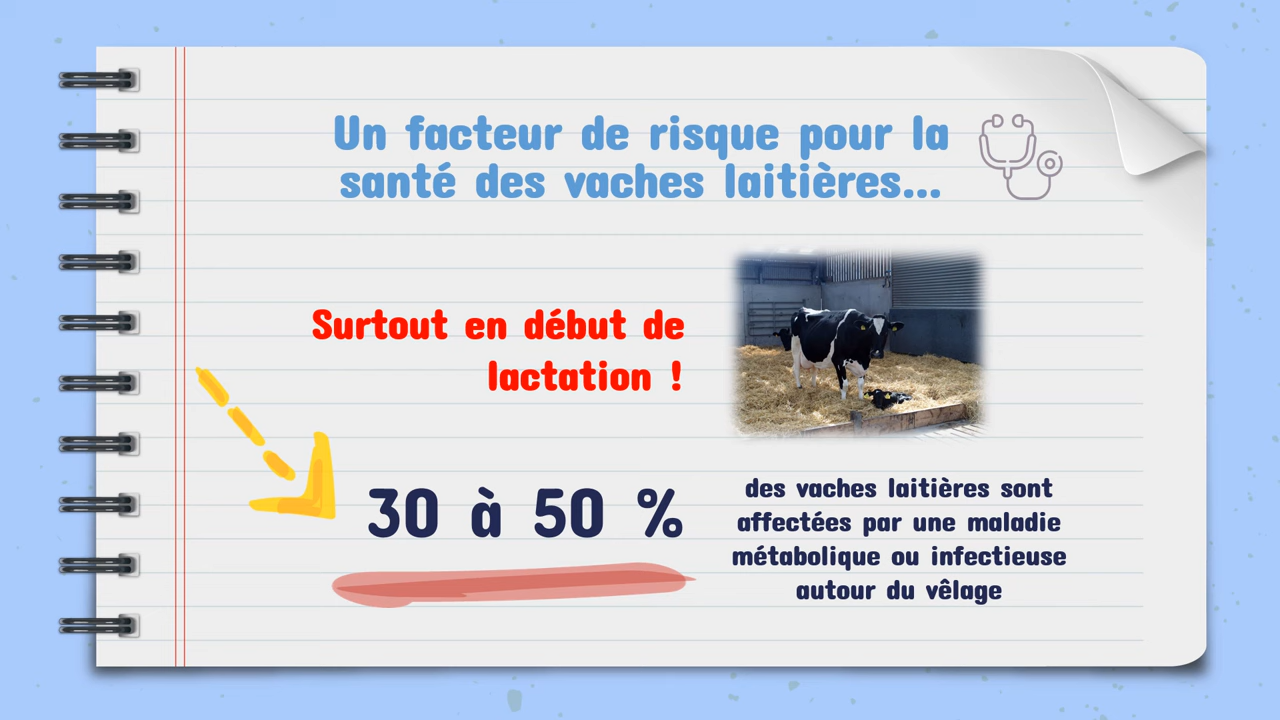 Un facteur de risque pour la
santé des vaches laitières...
Surtout en début de
lactation !
30 à 50 %
des vaches laitières sont
affectées par une maladie
métabolique ou infectieuse
autour du vêlage